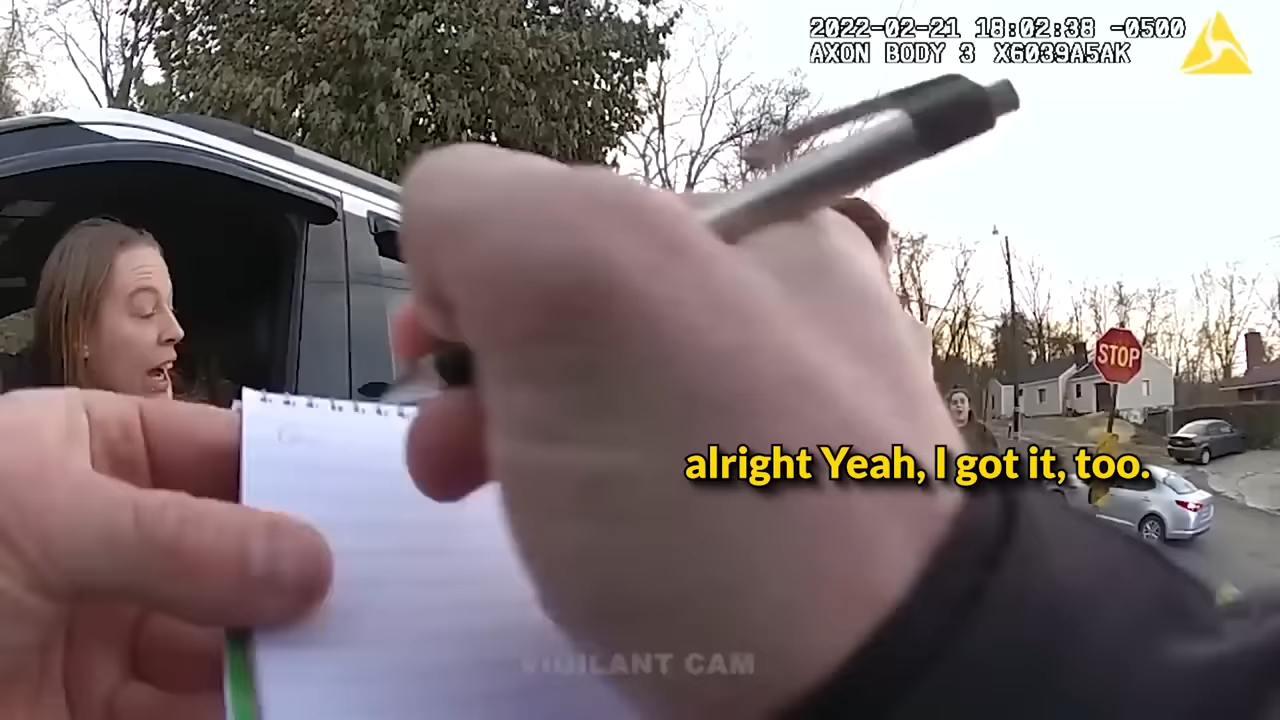 2022-02-21 18:02:38 -0500
AXON BODY 3 X6039A5AK
STOP
alright Yeah, I got it, too.
VIGILANT CAM